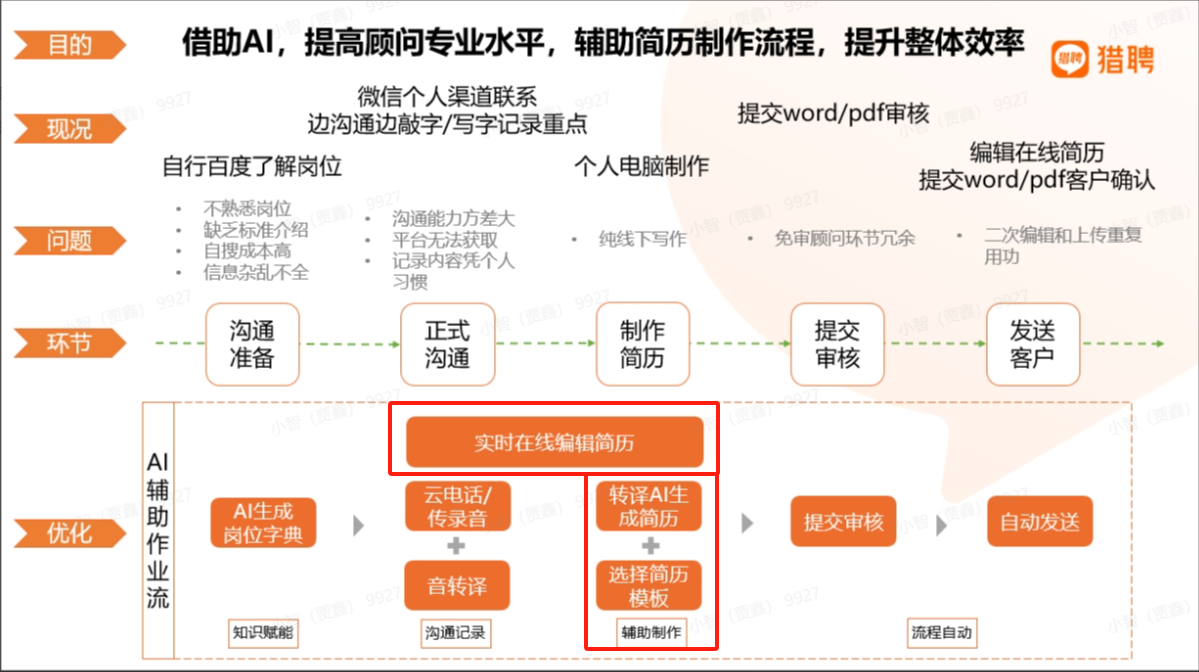 目的
借助AI，提高顾问专业水平，辅助简历制作流程，提升整体效率
猎聘
猎聘
现况
微信个人渠道联系
边沟通边敲字/写字记录重点
提交word/pdf审核
自行百度了解岗位
个人电脑制作
编辑在线简历
提交word/pdf客户确认
问题
• 不熟悉岗位
• 缺乏标准介绍
• 自搜成本高
• 信息杂乱不全
• 沟通能力方差大
• 平台无法获取
• 记录内容凭个人
习惯
• 纯线下写作
• 免审顾问环节冗余
• 二次编辑和上传重复
用功
环节
沟通
准备
正式
沟通
制作
简历
提交
审核
发送
客户
优化
AI辅助作业流
AI生成
岗位字典
知识赋能
实时在线编辑简历
云电话/
传录音
音转译
沟通记录
转译AI生
成简历
选择简历
模板
辅助制作
提交审核
自动发送
流程自动
小智（贾鑫）9927